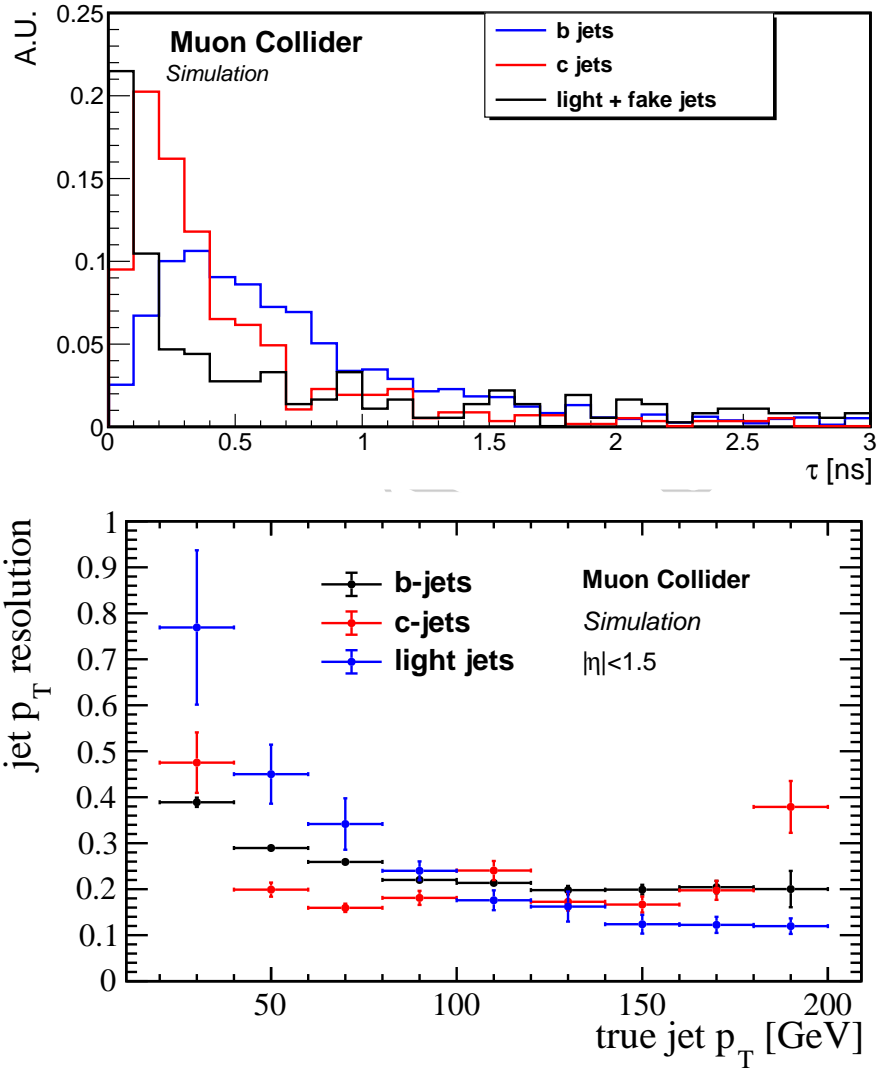 A.U.
0.25
0.2
0.15
0.1
0.05
0
Muon Collider
Simulation
b jets
c jets
light + fake jets
0 0.5 1 1.5 2 2.5 3
τ [ns]
jet p_T resolution
1
0.9
0.8
0.7
0.6
0.5
0.4
0.3
0.2
0.1
0
b-jets
c-jets
light jets
Muon Collider
Simulation
|η|<1.5
50 100 150 200
true jet p_T [GeV]